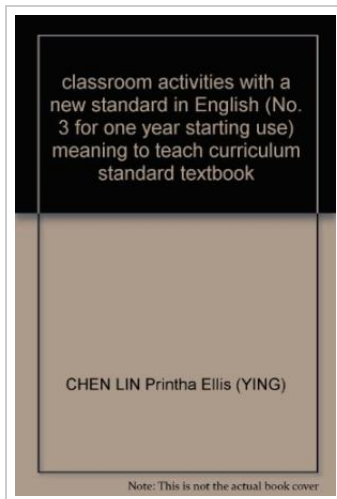 classroom activities with a
new standard in English (No.
3 for one year starting use)
meaning to teach curriculum
standard textbook
CHEN LIN Printha Ellis (YING)
Note: This is not the actual book cover